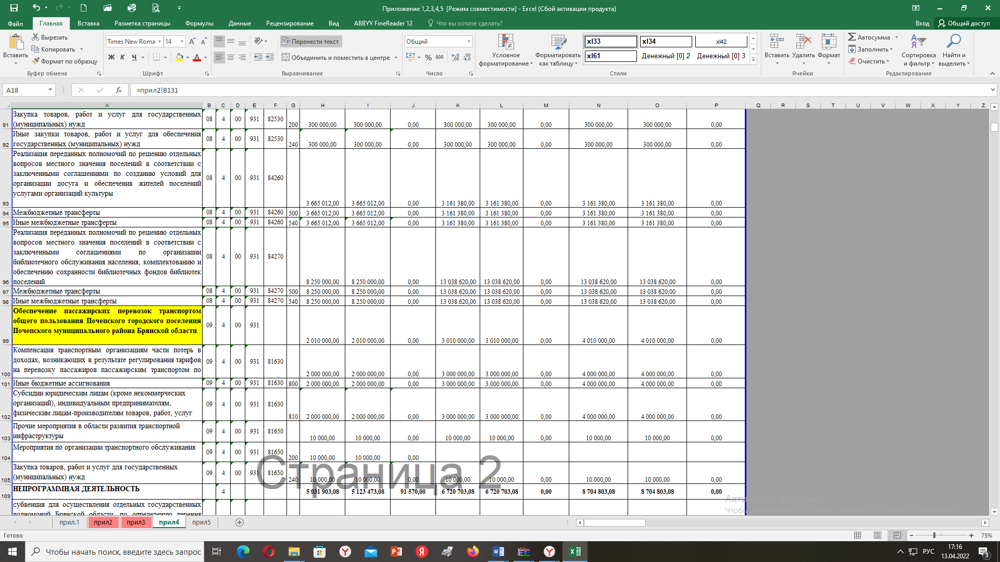 Приложение 1,2,3,4,5 [Режим совместимости] - Excel (Сбой активации продукта)
Файл Главная Вставка Разметка страницы Формулы Данные Рецензирование Вид ABBYY FineReader 12 Что вы хотите сделать? Вход Общий доступ
Вставить Вырезать Копировать Формат по образцу Буфер обмена
Times New Roma 14 Ж К Ч А Шрифт
Перенести текст Объединить и поместить в центре Выравнивание
Общий % 000 Число
Условное форматирование Форматировать как таблицу
xl33 xl34 xl42
xl61 Денежный [0] 2 Денежный [0] 3
Стили
Вставить Удалить Формат Ячейки
Автосумма Заполнить Очистить Сортировка и фильтр Найти и выделить Редактирование
A18 fx =прил2!B131
A B C D E F G H I J K L M N O P Q R S T U V W X Y Z
91 Закупка товаров, работ и услуг для государственных
(муниципальных) нужд 08 4 00 931 82530 200 300 000,00 300 000,00 0,00 300 000,00 300 000,00 0,00 300 000,00 300 000,00 0,00
92 Иные закупки товаров, работ и услуг для обеспечения
государственных (муниципальных) нужд 08 4 00 931 82530 240 300 000,00 300 000,00 0,00 300 000,00 300 000,00 0,00 300 000,00 300 000,00 0,00
93 Реализация переданных полномочий по решению отдельных
вопросов местного значения поселений в соответствии с
заключенными соглашениями по созданию условий для
организации досуга и обеспечения жителей поселений
услугами организаций культуры 08 4 00 931 84260 3 665 012,00 3 665 012,00 0,00 3 161 380,00 3 161 380,00 0,00 3 161 380,00 3 161 380,00 0,00
94 Межбюджетные трансферты 08 4 00 931 84260 500 3 665 012,00 3 665 012,00 0,00 3 161 380,00 3 161 380,00 0,00 3 161 380,00 3 161 380,00 0,00
95 Иные межбюджетные трансферты 08 4 00 931 84260 540 3 665 012,00 3 665 012,00 0,00 3 161 380,00 3 161 380,00 0,00 3 161 380,00 3 161 380,00 0,00
96 Реализация переданных полномочий по решению отдельных
вопросов местного значения поселений в соответствии с
заключенными соглашениями по организации
библиотечного обслуживания населения, комплектованию и
обеспечению сохранности библиотечных фондов библиотек
поселений 08 4 00 931 84270 8 250 000,00 8 250 000,00 0,00 13 038 620,00 13 038 620,00 0,00 13 038 620,00 13 038 620,00 0,00
97 Межбюджетные трансферты 08 4 00 931 84270 500 8 250 000,00 8 250 000,00 0,00 13 038 620,00 13 038 620,00 0,00 13 038 620,00 13 038 620,00 0,00
98 Иные межбюджетные трансферты 08 4 00 931 84270 540 8 250 000,00 8 250 000,00 0,00 13 038 620,00 13 038 620,00 0,00 13 038 620,00 13 038 620,00 0,00
99 Обеспечение пассажирских перевозок транспортом
общего пользования Почепского городского поселения
Почепского муниципального района Брянской области 09 4 00 931 2 010 000,00 2 010 000,00 0,00 3 010 000,00 3 010 000,00 0,00 4 010 000,00 4 010 000,00 0,00
100 Компенсация транспортным организациям части потерь в
доходах, возникающих в результате регулирования тарифов
на перевозку пассажиров пассажирским транспортом по 09 4 00 931 81630 2 000 000,00 2 000 000,00 0,00 3 000 000,00 3 000 000,00 0,00 4 000 000,00 4 000 000,00 0,00
101 Иные бюджетные ассигнования 09 4 00 931 81630 800 2 000 000,00 2 000 000,00 0,00 3 000 000,00 3 000 000,00 0,00 4 000 000,00 4 000 000,00 0,00
102 Субсидии юридическим лицам (кроме некоммерческих
организаций), индивидуальным предпринимателям,
физическим лицам-производителям товаров, работ, услуг 09 4 00 931 81630 810 2 000 000,00 2 000 000,00 0,00 3 000 000,00 3 000 000,00 0,00 4 000 000,00 4 000 000,00 0,00
103 Прочие мероприятия в области развития транспортной
инфраструктуры 09 4 00 931 81650 10 000,00 10 000,00 0,00 10 000,00 10 000,00 0,00 10 000,00 10 000,00 0,00
104 Мероприятия по организации транспортного обслуживания 09 4 00 931 81650 200 10 000,00 10 000,00 0,00
105 Закупка товаров, работ и услуг для государственных
(муниципальных) нужд 09 4 00 931 81650 240 10 000,00 10 000,00 0,00 10 000,00 10 000,00 0,00 10 000,00 10 000,00 0,00
Страница 2
109 НЕПРОГРАММНАЯ ДЕЯТЕЛЬНОСТЬ 4 5 031 903,08 5 123 473,08 91 570,00 6 720 703,08 6 720 703,08 0,00 8 704 803,08 8 704 803,08 0,00
субвенция для осуществления отдельных государственных
полномочий Брянской области по определению перечня
Активация Windows
прил.1 прил2 прил3 прил4 прил5
Готово 75%
Чтобы начать поиск, введите здесь запрос РУС 17:16
13.04.2022 3